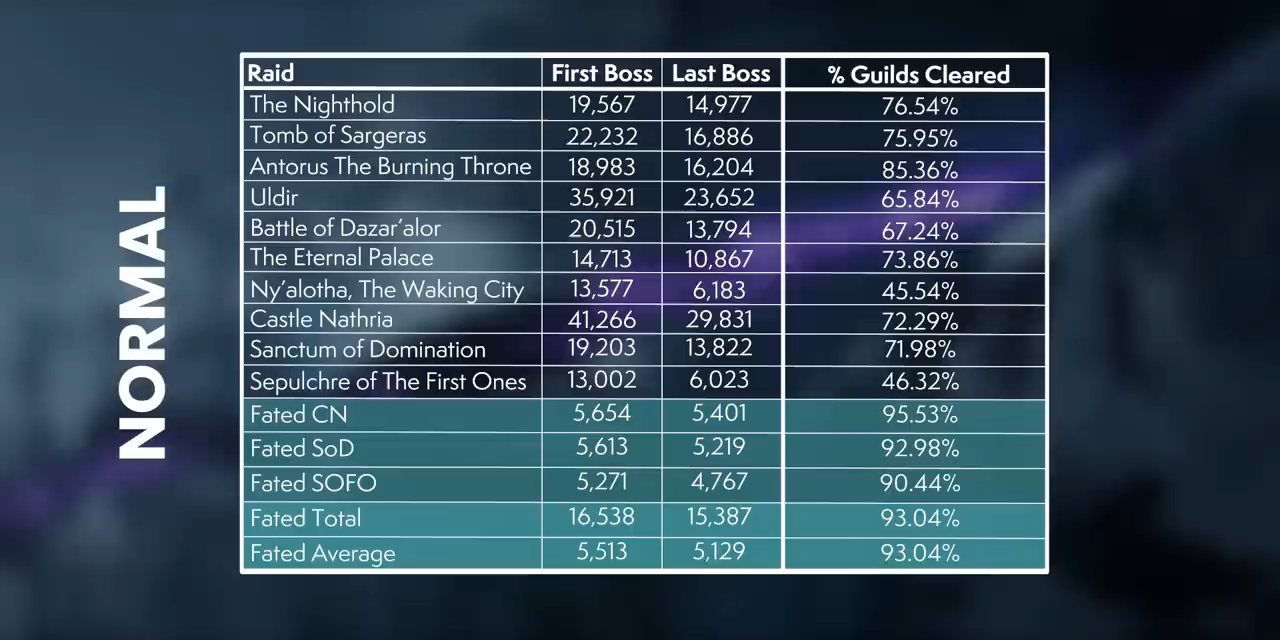 NORMAL
Raid First Boss Last Boss % Guilds Cleared
The Nighthold 19,567 14,977 76.54%
Tomb of Sargeras 22,232 16,886 75.95%
Antorus The Burning Throne 18,983 16,204 85.36%
Uldir 35,921 23,652 65.84%
Battle of Dazar'alor 20,515 13,794 67.24%
The Eternal Palace 14,713 10,867 73.86%
Ny'alotha, The Waking City 13,577 6,183 45.54%
Castle Nathria 41,266 29,831 72.29%
Sanctum of Domination 19,203 13,822 71.98%
Sepulchre of The First Ones 13,002 6,023 46.32%
Fated CN 5,654 5,401 95.53%
Fated SoD 5,613 5,219 92.98%
Fated SOFO 5,271 4,767 90.44%
Fated Total 16,538 15,387 93.04%
Fated Average 5,513 5,129 93.04%